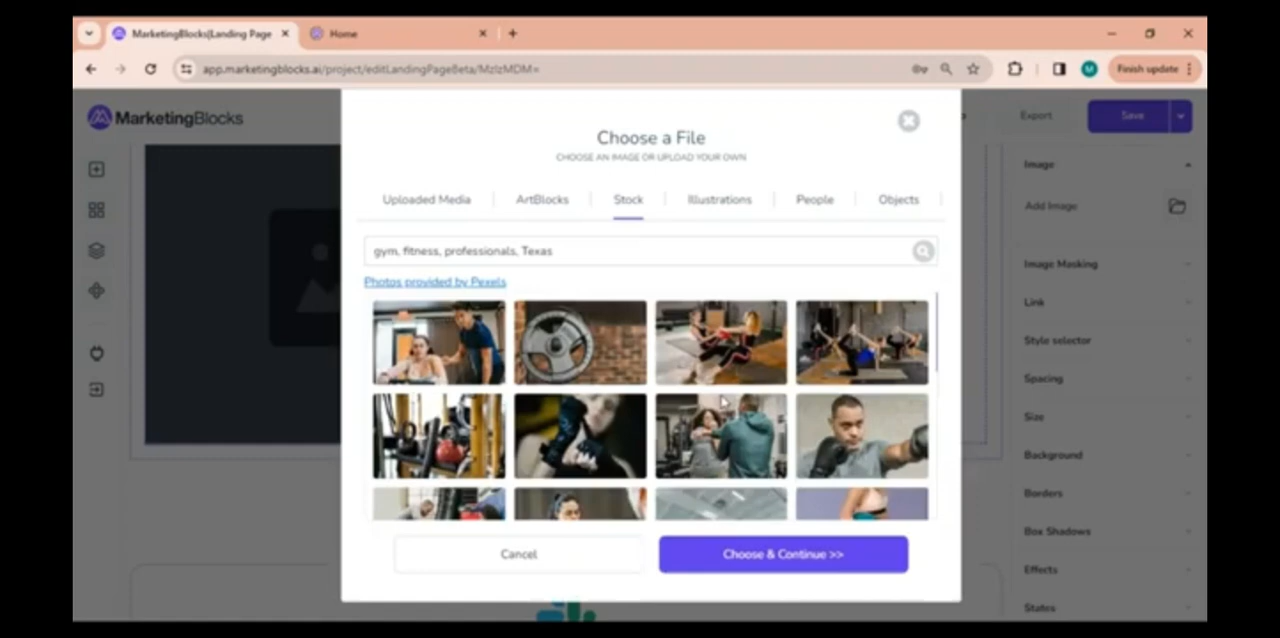 MarketingBlocks|Landing Page
Home
app.marketingblocks.ai/project/editLandingPageBeta/MzIzMDM=
M
Finish update
MarketingBlocks
Export
Save
Choose a File
CHOOSE AN IMAGE OR UPLOAD YOUR OWN
Uploaded Media
ArtBlocks
Stock
Illustrations
People
Objects
gym, fitness, professionals, Texas
Photos provided by Pexels
Cancel
Choose & Continue >>
Image
Add Image
Image Masking
Link
Style selector
Spacing
Size
Background
Borders
Box Shadows
Effects
States